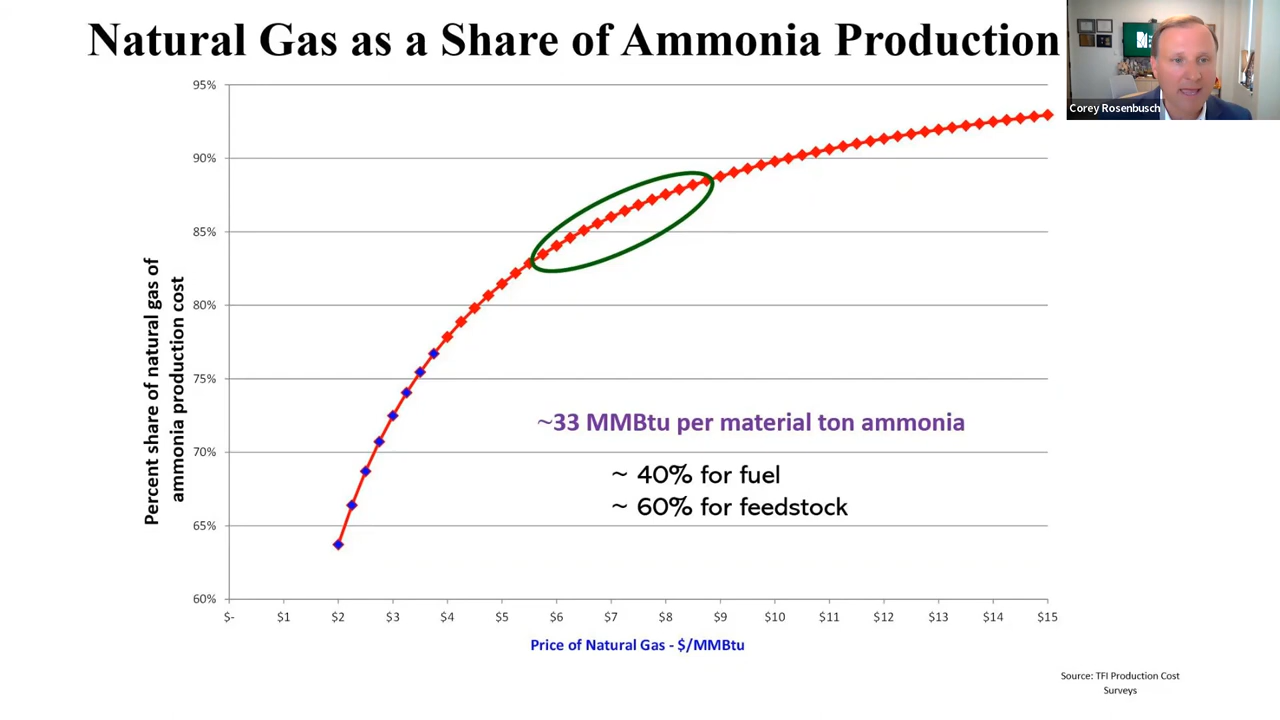 Natural Gas as a Share of Ammonia Production
Corey Rosenbusch
95%
90%
85%
80%
75%
70%
65%
60%
Percent share of natural gas of
ammonia production cost
~33 MMBtu per material ton ammonia
~ 40% for fuel
~ 60% for feedstock
$- $1 $2 $3 $4 $5 $6 $7 $8 $9 $10 $11 $12 $13 $14 $15
Price of Natural Gas - $/MMBtu
Source: TFI Production Cost
Surveys